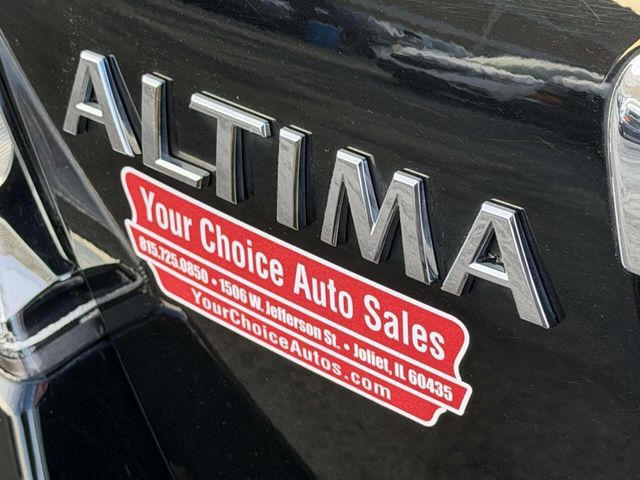 ALTIMA
Your Choice Auto Sales
815.725.0850 • 1506 W. Jefferson St. • Joliet, IL 60435
YourChoiceAutos.com